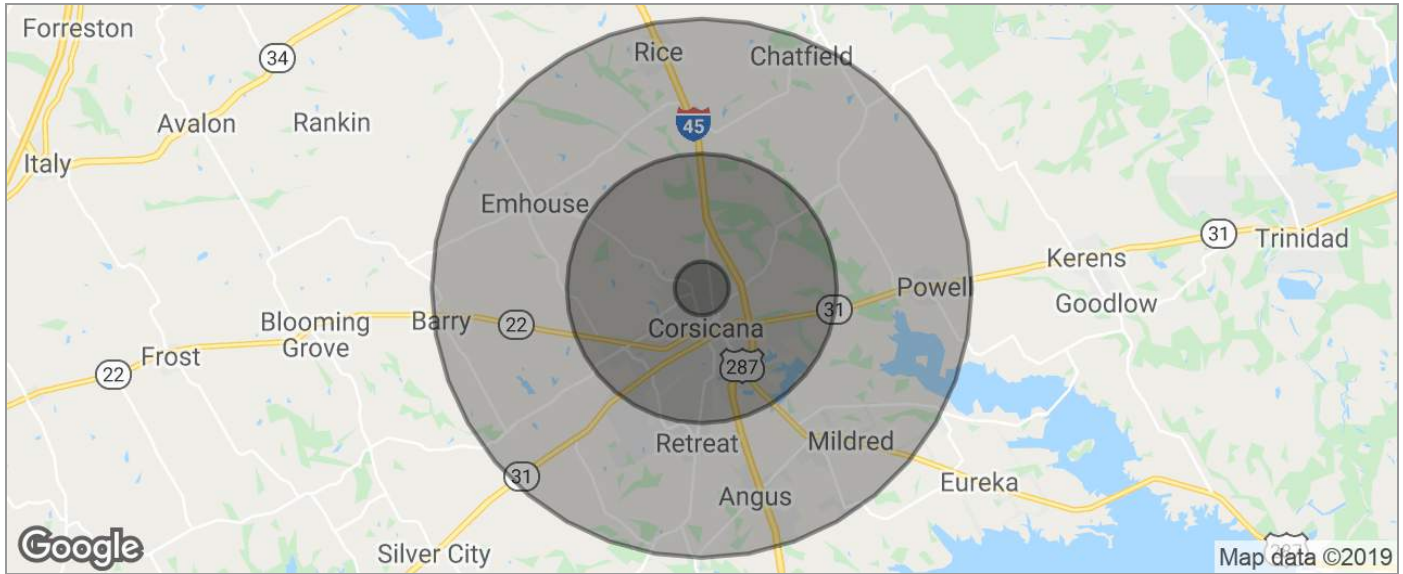 Forreston
34
Rice
Chatfield
Avalon
Rankin
45
Italy
Emhouse
31
Trinidad
Kerens
Powell
Goodlow
31
Barry
22
Blooming
Grove
Corsicana
Frost
22
287
Retreat
Mildred
31
Eureka
Angus
Silver City
Google
287
Map data ©2019